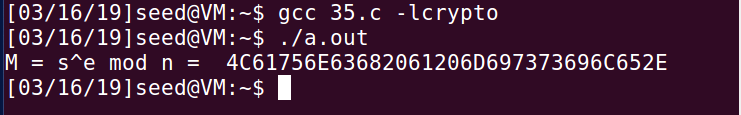 [03/16/19]seed@VM:~$ gcc 35.c -lcrypto
[03/16/19]seed@VM:~$ ./a.out
M = s^e mod n =  4C61756E63682061206D697373696C652E
[03/16/19]seed@VM:~$